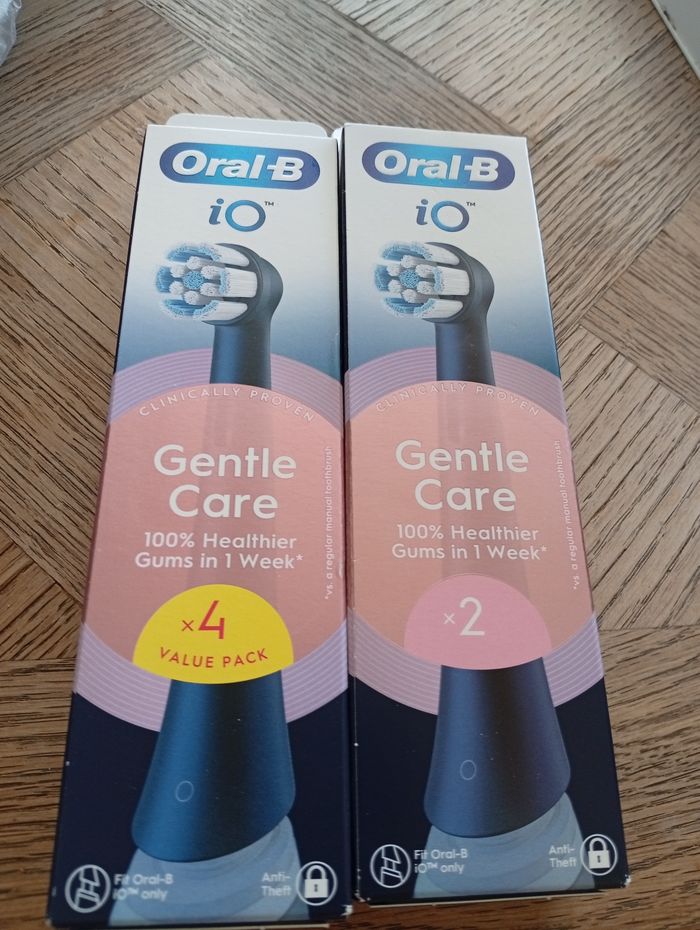 Oral-B
iO™
CLINICALLY PROVEN
Gentle
Care
100% Healthier
Gums in 1 Week*
*vs. a regular manual toothbrush
x4
VALUE PACK
Fit Oral-B
iO™ only
Anti-
Theft
Oral-B
iO™
CLINICALLY PROVEN
Gentle
Care
100% Healthier
Gums in 1 Week*
*vs. a regular manual toothbrush
x2
Fit Oral-B
iO™ only
Anti-
Theft